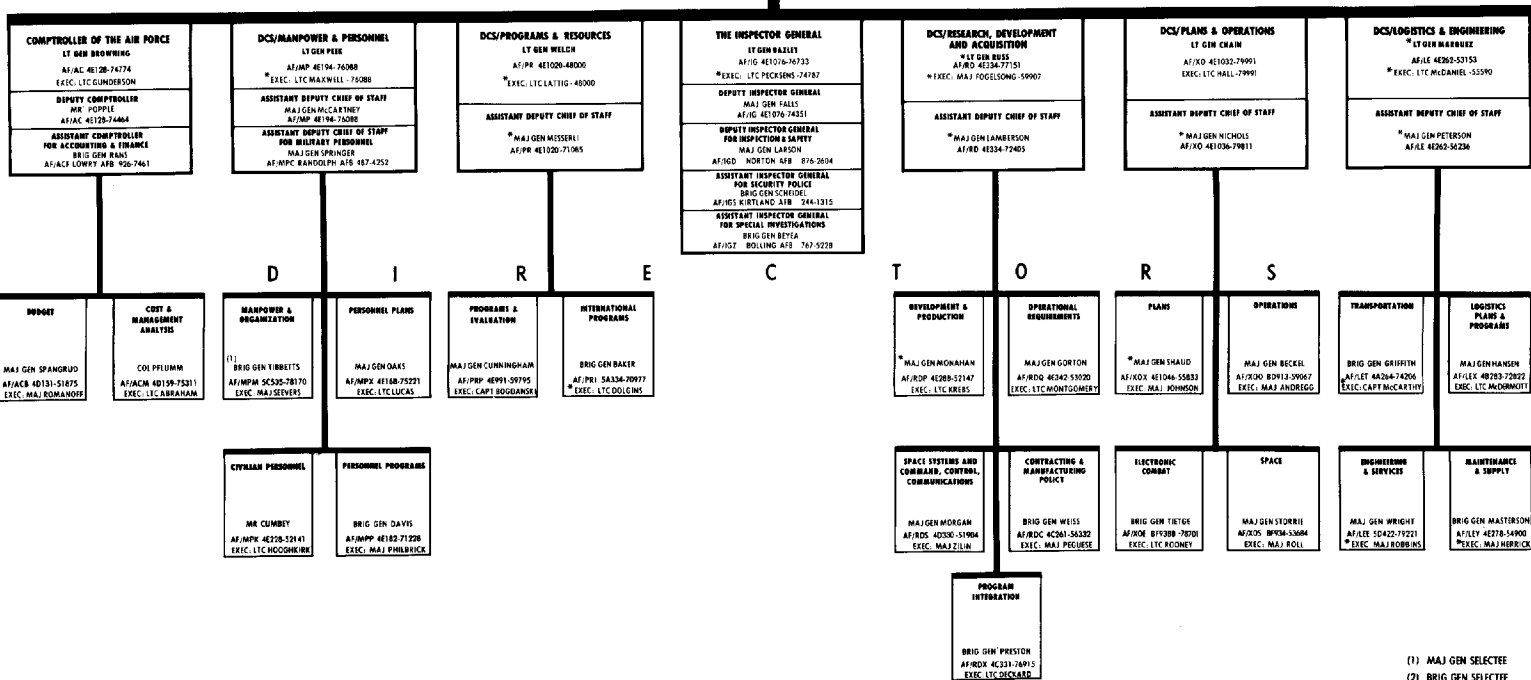 COMPTROLLER OF THE AIR FORCE
LT GEN BROWNING
AF/AC 4E128-74774
EXEC: LTC GUNDERSON
DEPUTY COMPTROLLER
MR POPPLE
AF/AC 4E128-74464
ASSISTANT COMPTROLLER
FOR ACCOUNTING & FINANCE
BRIG GEN RANS
AF/ACF LOWRY AFB 926-7461
DCS/MANPOWER & PERSONNEL
LT GEN PEEK
AF/MP 4E194-76088
*EXEC: LTC MAXWELL - 76088
ASSISTANT DEPUTY CHIEF OF STAFF
MAJ GEN McCARTNEY
AF/MP 4E194-76088
ASSISTANT DEPUTY CHIEF OF STAFF
FOR MILITARY PERSONNEL
MAJ GEN SPRINGER
AF/MPC RANDOLPH AFB 487-4252
DCS/PROGRAMS & RESOURCES
LT GEN WELCH
AF/PR 4E1020-48000
*EXEC: LTC LATTIG - 48000
ASSISTANT DEPUTY CHIEF OF STAFF
*MAJ GEN MESSERLI
AF/PR 4E1020-71085
THE INSPECTOR GENERAL
LT GEN BAZLEY
AF/IG 4E1076-76733
*EXEC: LTC PECKSENS -74787
DEPUTY INSPECTOR GENERAL
MAJ GEN FALLS
AF/IG 4E1076-74351
DEPUTY INSPECTOR GENERAL
FOR INSPECTION & SAFETY
MAJ GEN LARSON
AF/IGD NORTON AFB 876-2604
ASSISTANT INSPECTOR GENERAL
FOR SECURITY POLICE
BRIG GEN SCHEIDEL
AF/IGS KIRTLAND AFB 244-1315
ASSISTANT INSPECTOR GENERAL
FOR SPECIAL INVESTIGATIONS
BRIG GEN BEYEA
AF/IGZ BOLLING AFB 767-5228
DCS/RESEARCH, DEVELOPMENT
AND ACQUISITION
*LT GEN RUSS
AF/RD 4E334-77151
*EXEC: MAJ FOGELSONG - 59907
ASSISTANT DEPUTY CHIEF OF STAFF
*MAJ GEN LAMBERSON
AF/RD 4E334-72405
DCS/PLANS & OPERATIONS
LT GEN CHAIN
AF/XO 4E1032-79991
EXEC: LTC HALL -79991
ASSISTANT DEPUTY CHIEF OF STAFF
*MAJ GEN NICHOLS
AF/XO 4E1036-79811
DCS/LOGISTICS & ENGINEERING
*LT GEN MARQUEZ
AF/LE 4E262-53153
*EXEC: LTC McDANIEL -55590
ASSISTANT DEPUTY CHIEF OF STAFF
*MAJ GEN PETERSON
AF/LE 4E262-56236
D I R E C T O R S
BUDGET
MAJ GEN SPANGRUD
AF/ACB 4D131-51875
EXEC: MAJ ROMANOFF
COST &
MANAGEMENT
ANALYSIS
COL PFLUMM
AF/ACM 4D159-75311
EXEC: LTC ABRAHAM
MANPOWER &
ORGANIZATION
(1)
BRIG GEN TIBBETTS
AF/MPM 5C535-78170
EXEC: MAJ SEEVERS
PERSONNEL PLANS
MAJ GEN OAKS
AF/MPX 4E168-75221
EXEC: LTC LUCAS
PROGRAMS &
EVALUATION
MAJ GEN CUNNINGHAM
AF/PRP 4E991-59795
EXEC: CAPT BOGDANSKI
INTERNATIONAL
PROGRAMS
BRIG GEN BAKER
AF/PRI 5A334-70977
*EXEC: LTC DOLGINS
DEVELOPMENT &
PRODUCTION
*MAJ GEN MONAHAN
AF/RDP 4E288-52147
EXEC: LTC KREBS
OPERATIONAL
REQUIREMENTS
MAJ GEN GORTON
AF/RDQ 4E342-53020
EXEC: LTC MONTGOMERY
PLANS
*MAJ GEN SHAUD
AF/XOX 4E1046-55833
EXEC: MAJ JOHNSON
OPERATIONS
MAJ GEN BECKEL
AF/XOO BD913-59067
EXEC: MAJ ANDREGG
TRANSPORTATION
BRIG GEN GRIFFITH
AF/LET 4A264-74206
*EXEC: CAPT McCARTHY
LOGISTICS
PLANS &
PROGRAMS
MAJ GEN HANSEN
AF/LEX 4B283-72822
EXEC: LTC McDERMOTT
CIVILIAN PERSONNEL
MR CUMBEY
AF/MPK 4E228-52141
EXEC: LTC HOOGHKIRK
PERSONNEL PROGRAMS
BRIG GEN DAVIS
AF/MPP 4E182-71228
EXEC: MAJ PHILBRICK
SPACE SYSTEMS AND
COMMAND, CONTROL,
COMMUNICATIONS
MAJ GEN MORGAN
AF/RDS 4D330-51984
EXEC: MAJ ZILIN
CONTRACTING &
MANUFACTURING
POLICY
BRIG GEN WEISS
AF/RDC 4C261-56332
EXEC: MAJ PEGUESE
ELECTRONIC
COMBAT
BRIG GEN TIETGE
AF/XOE BF938B -78701
EXEC: LTC ROONEY
SPACE
MAJ GEN STORRIE
AF/XOS BF934-53684
EXEC: MAJ ROLL
ENGINEERING
& SERVICES
MAJ GEN WRIGHT
AF/LEE 5D422-79221
*EXEC MAJ ROBBINS
MAINTENANCE
& SUPPLY
BRIG GEN MASTERSON
AF/LEY 4E278-54900
*EXEC: MAJ HERRICK
PROGRAM
INTEGRATION
BRIG GEN PRESTON
AF/RDX 4C331-76915
EXEC LTC DECKARD
(1) MAJ GEN SELECTEE
(2) BRIG GEN SELECTEE